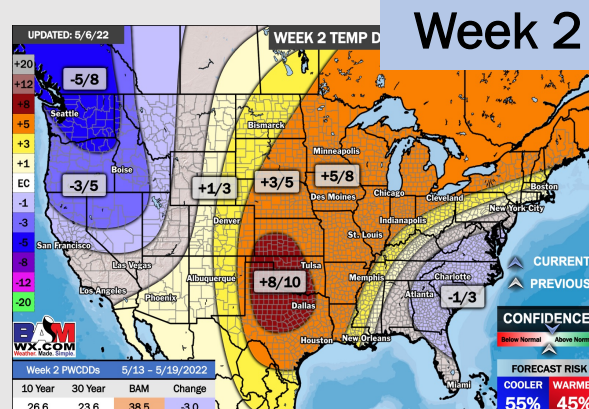 Week 2
UPDATED: 5/6/22
WEEK 2 TEMP D
+20
+12
+8
+5
+3
+1
EC
-1
-3
-5
-8
-12
-20
-5/8
Seattle
Bismarck
Minneapolis
Boise
-3/5
+1/3
+3/5
+5/8
Des Moines
Chicago
Cleveland
Boston
New York City
Denver
Indianapolis
St. Louis
San Francisco
Las Vegas
Los Angeles
Phoenix
Albuquerque
Tulsa
+8/10
Dallas
Memphis
Charlotte
Atlanta
-1/3
Houston
New Orleans
Miami
CURRENT
PREVIOUS
CONFIDENCE
Below Normal Above Norm
FORECAST RISK
COOLER WARME
55% 45%
BAM
WX.COM
Weather. Made. Simple.
Week 2 PWCDDs 5/13 – 5/19/2022
10 Year 30 Year BAM Change
26.6 23.6 38.5 -3.0